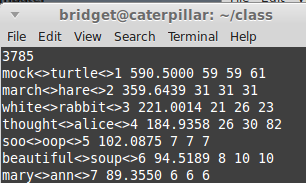 bridget@caterpillar: ~/class
File Edit View Search Terminal Help
3785
mock<>turtle<>1 590.5000 59 59 61
march<>hare<>2 359.6439 31 31 31
white<>rabbit<>3 221.0014 21 26 23
thought<>alice<>4 184.9358 26 30 82
soo<>oop<>5 102.0875 7 7 7
beautiful<>soup<>6 94.5189 8 10 10
mary<>ann<>7 89.3550 6 6 6